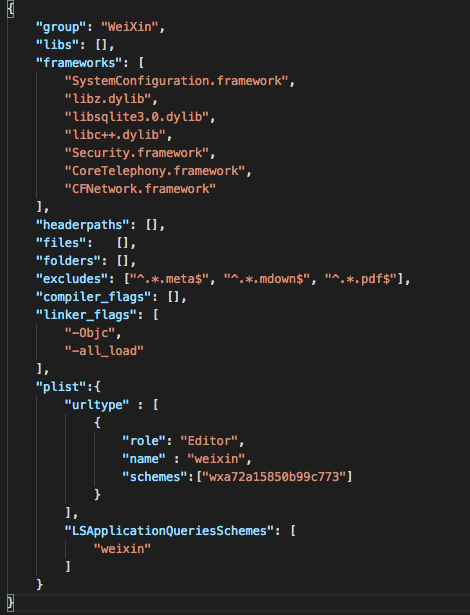 {
    "group": "WeiXin",
    "libs": [],
    "frameworks": [
        "SystemConfiguration.framework",
        "libz.dylib",
        "libsqlite3.0.dylib",
        "libc++.dylib",
        "Security.framework",
        "CoreTelephony.framework",
        "CFNetwork.framework"
    ],
    "headerpaths": [],
    "files":   [],
    "folders": [],
    "excludes": ["^.*.meta$", "^.*.mdown$", "^.*.pdf$"],
    "compiler_flags": [],
    "linker_flags": [
        "-Objc",
        "-all_load"
    ],
    "plist":{
        "urltype" : [
            {
                "role": "Editor",
                "name" : "weixin",
                "schemes":["wxa72a15850b99c773"]
            }
        ],
        "LSApplicationQueriesSchemes": [
            "weixin"
        ]
    }
}